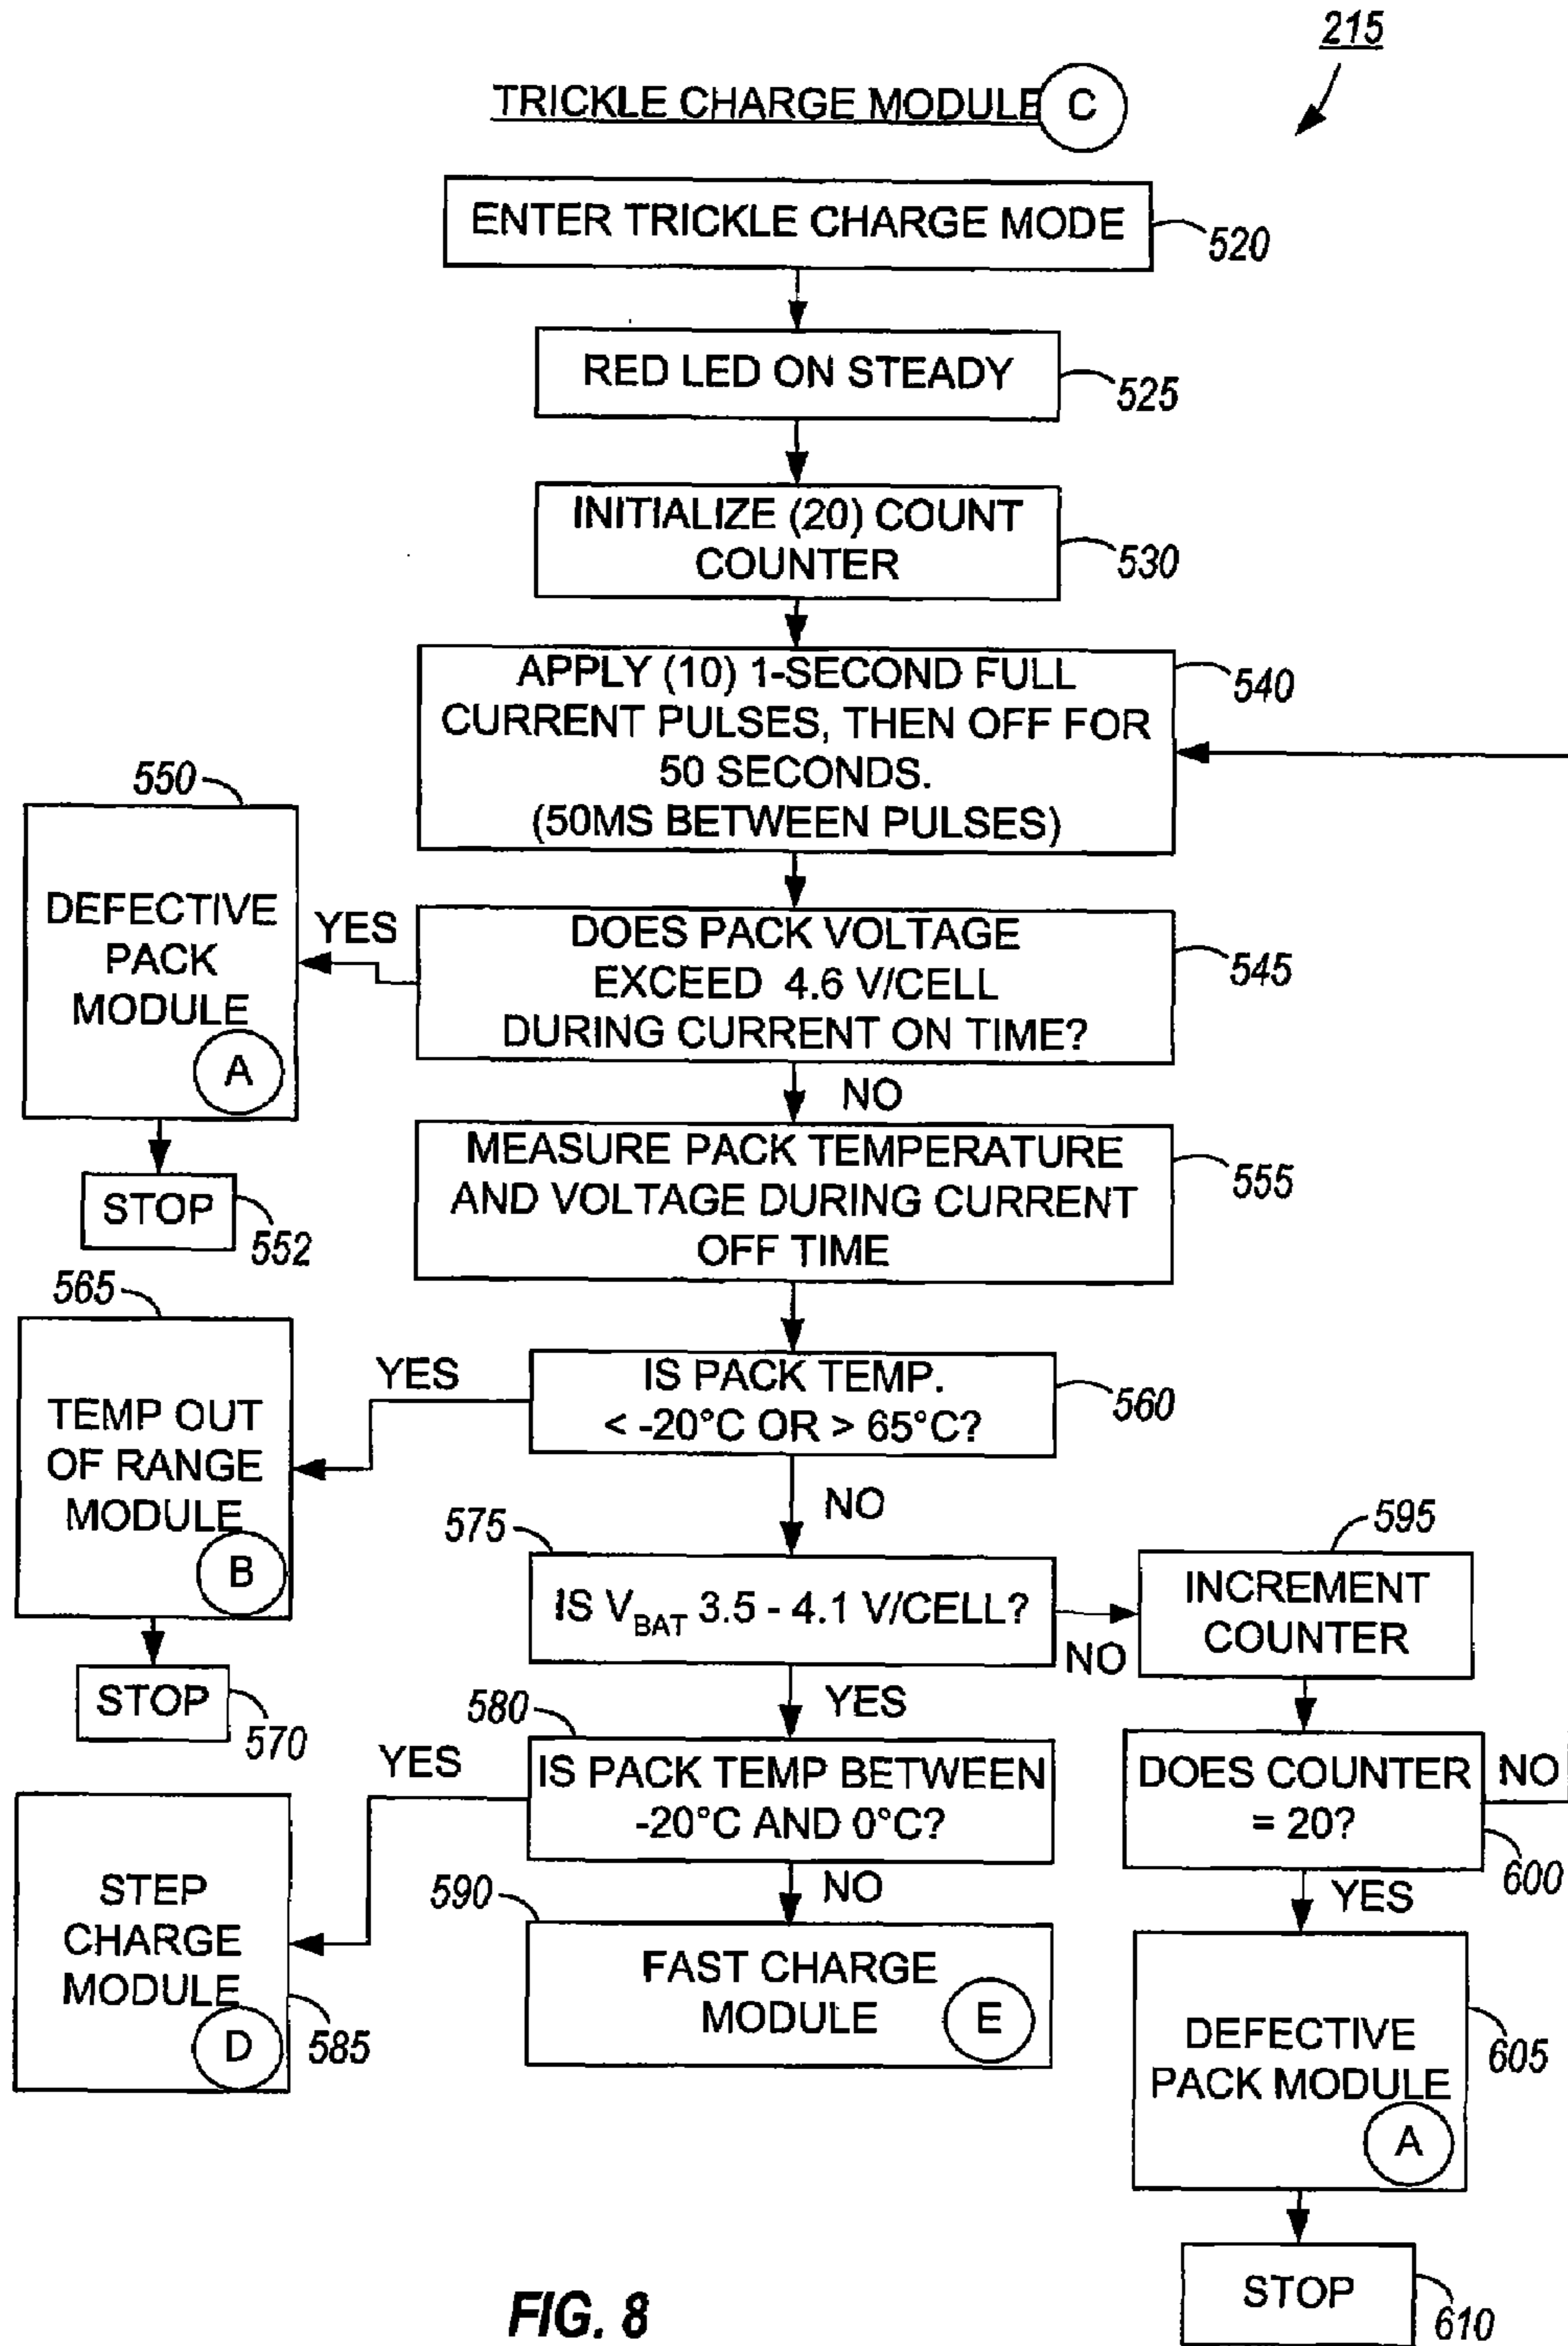 215
TRICKLE CHARGE MODULE C
ENTER TRICKLE CHARGE MODE
520
RED LED ON STEADY
525
INITIALIZE (20) COUNT
COUNTER
530
APPLY (10) 1-SECOND FULL
CURRENT PULSES, THEN OFF FOR
50 SECONDS.
(50MS BETWEEN PULSES)
540
550
DEFECTIVE
PACK
MODULE
A
YES
DOES PACK VOLTAGE
EXCEED 4.6 V/CELL
DURING CURRENT ON TIME?
545
NO
STOP
552
MEASURE PACK TEMPERATURE
AND VOLTAGE DURING CURRENT
OFF TIME
555
565
TEMP OUT
OF RANGE
MODULE
B
YES
IS PACK TEMP.
< -20°C OR > 65°C?
560
NO
STOP
570
575
IS VBAT 3.5 - 4.1 V/CELL?
NO
595
INCREMENT
COUNTER
YES
580
IS PACK TEMP BETWEEN
-20°C AND 0°C?
YES
STEP
CHARGE
MODULE
D
585
NO
590
FAST CHARGE
MODULE
E
DOES COUNTER
= 20?
NO
600
YES
DEFECTIVE
PACK MODULE
A
605
STOP
610
FIG. 8